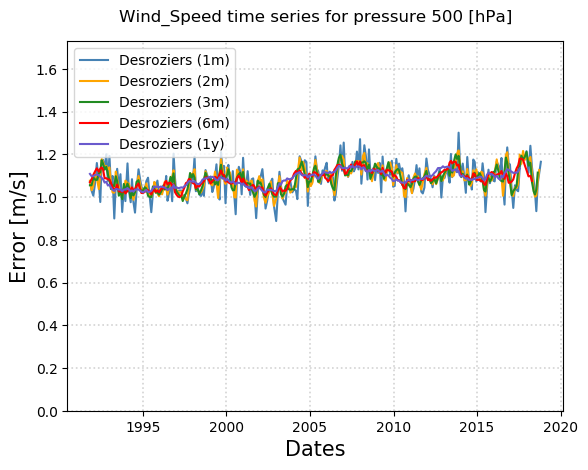 Wind_Speed time series for pressure 500 [hPa]
Desroziers (1m)
Desroziers (2m)
Desroziers (3m)
Desroziers (6m)
Desroziers (1y)
Error [m/s]
1.6
1.4
1.2
1.0
0.8
0.6
0.4
0.2
0.0
1995 2000 2005 2010 2015 2020
Dates